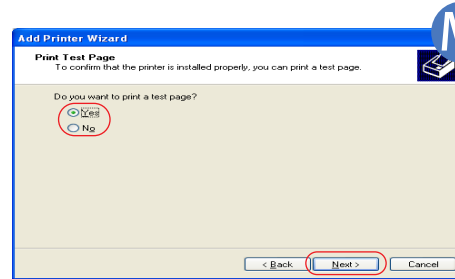 Add Printer Wizard
Print Test Page
To confirm that the printer is installed properly, you can print a test page.
Do you want to print a test page?
Yes
No
< Back
Next >
Cancel